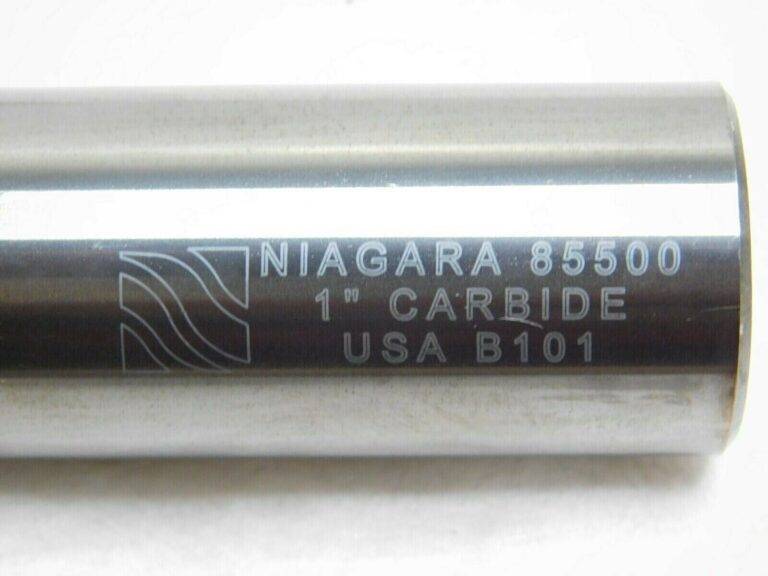 NIAGARA 85500
1" CARBIDE
USA B101